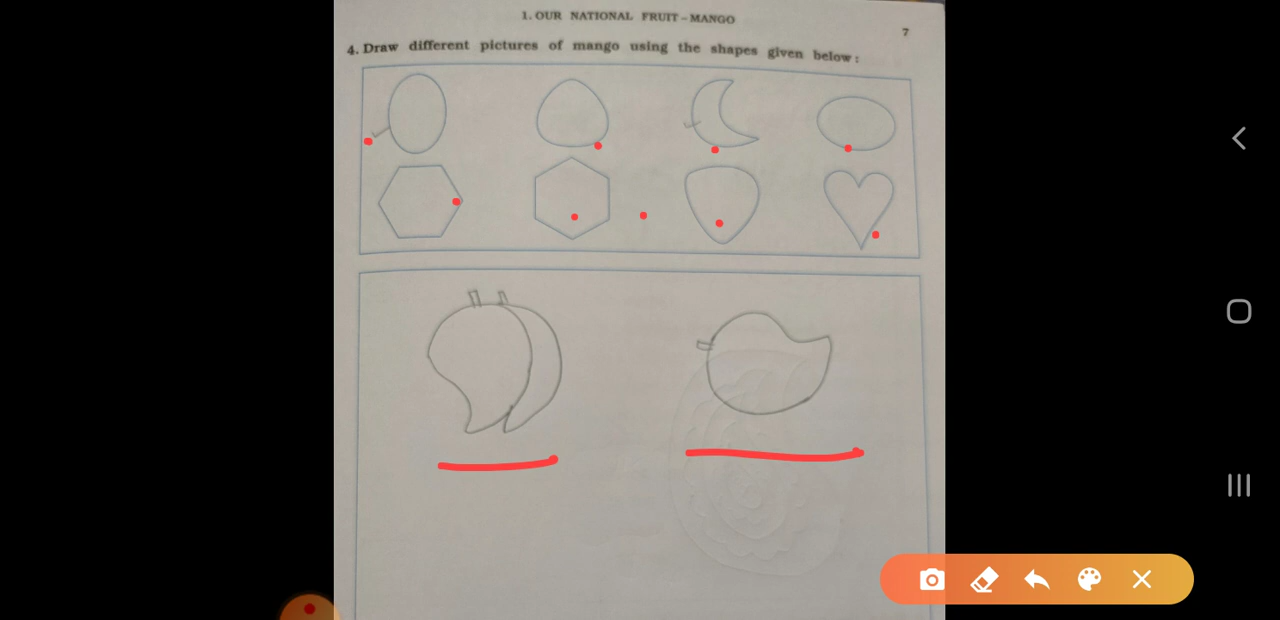 1. OUR NATIONAL FRUIT – MANGO
7
4. Draw different pictures of mango using the shapes given below :